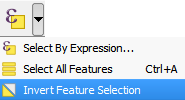 Select By Expression...
Select All Features Ctrl+A
Invert Feature Selection